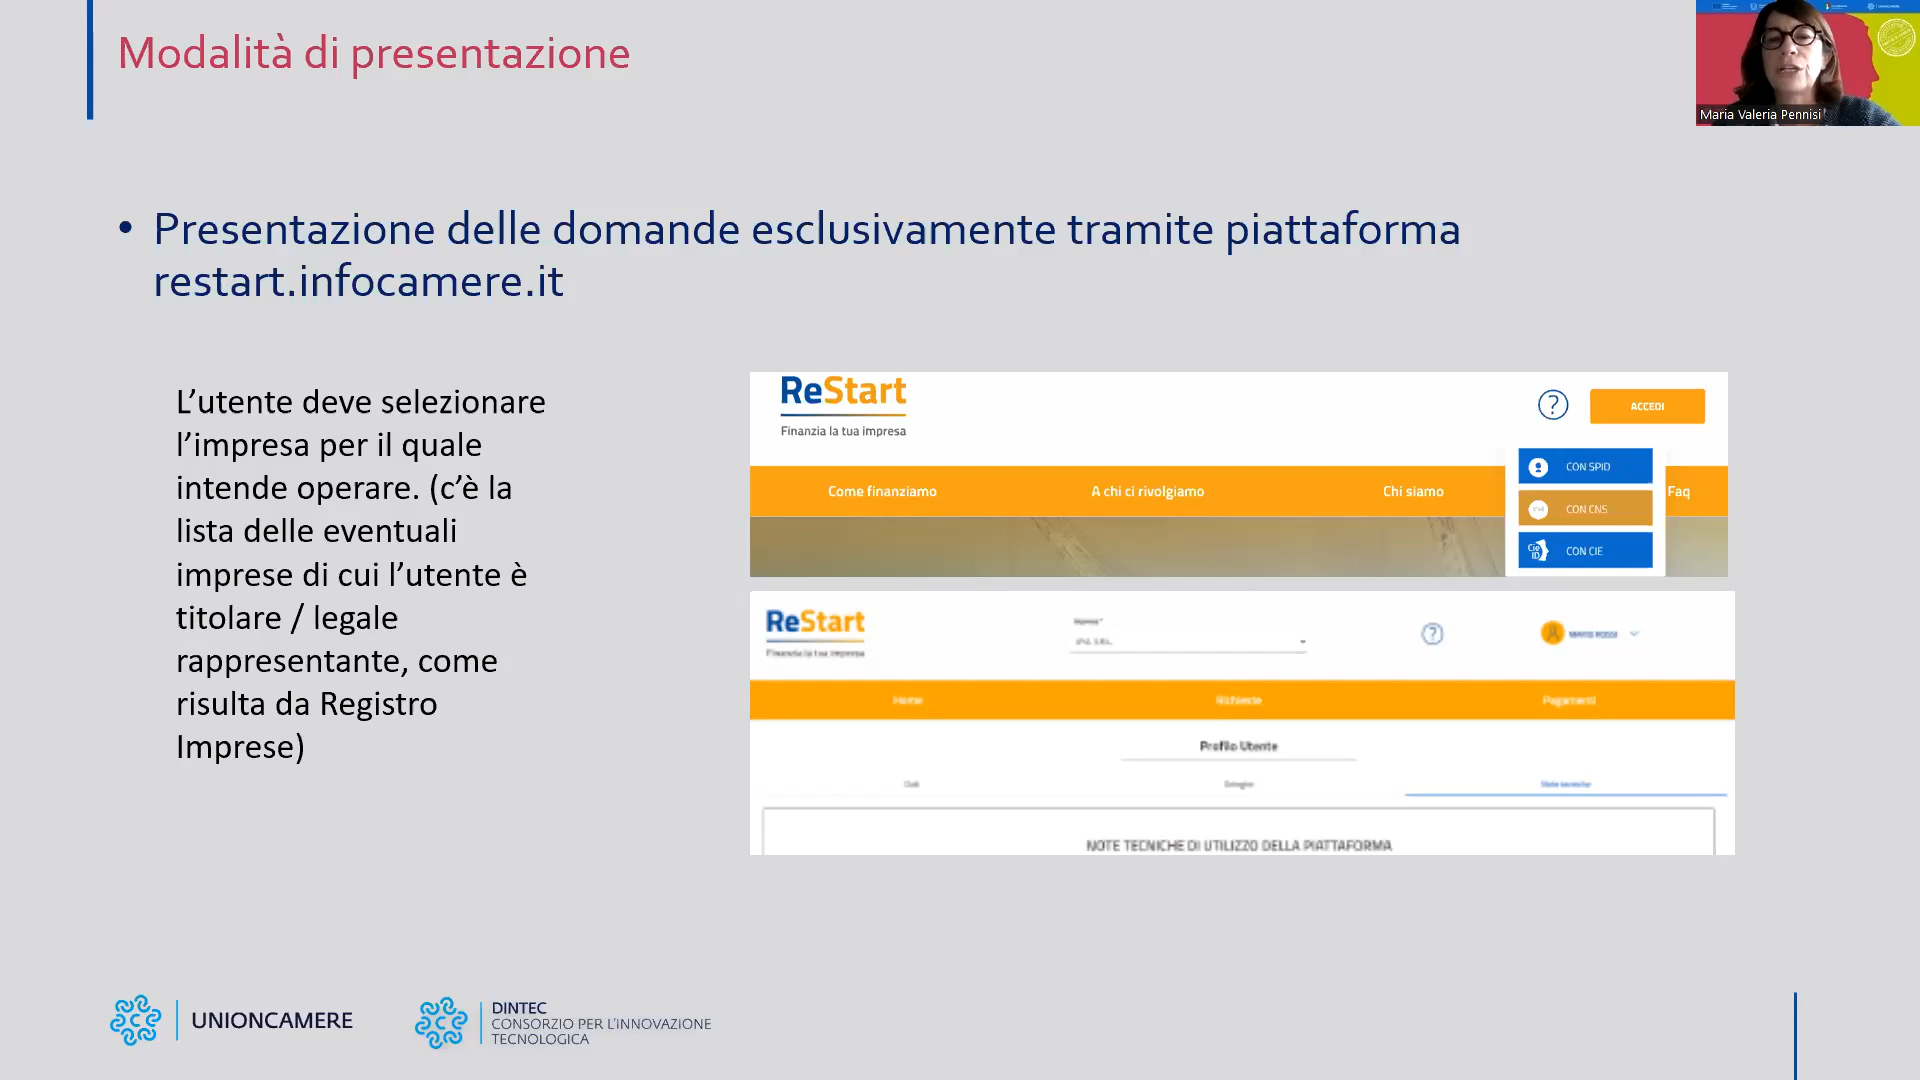 Modalità di presentazione
Maria Valeria Pennisi
• Presentazione delle domande esclusivamente tramite piattaforma
restart.infocamere.it
L’utente deve selezionare
l’impresa per il quale
intende operare. (c’è la
lista delle eventuali
imprese di cui l’utente è
titolare / legale
rappresentante, come
risulta da Registro
Imprese)
ReStart
Finanzia la tua impresa
?
ACCEDI
CON SPID
Come finanziamo
A chi ci rivolgiamo
Chi siamo
Faq
CON CNS
CON CIE
ReStart
Finanzia la tua impresa
Impresa *
?
MARIO ROSSI
Home
Richieste
Pagamenti
Profilo Utente
Note tecniche
NOTE TECNICHE DI UTILIZZO DELLA PIATTAFORMA
UNIONCAMERE
DINTEC
CONSORZIO PER L’INNOVAZIONE
TECNOLOGICA